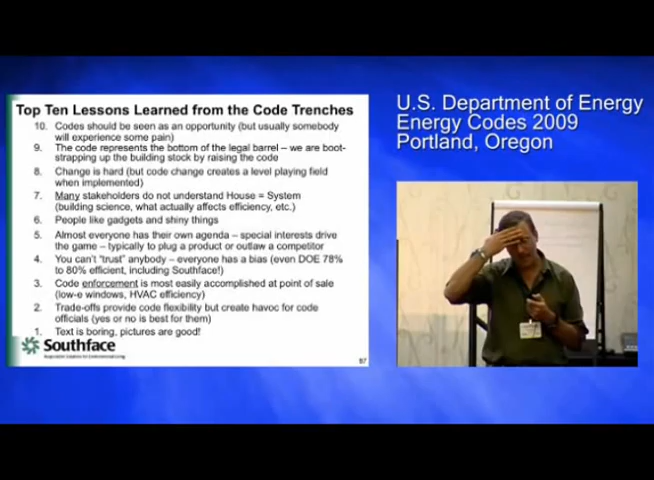 Top Ten Lessons Learned from the Code Trenches
10. Codes should be seen as an opportunity (but usually somebody
will experience some pain)
9. The code represents the bottom of the legal barrel – we are boot-
strapping up the building stock by raising the code
8. Change is hard (but code change creates a level playing field
when implemented)
7. Many stakeholders do not understand House = System
(building science, what actually affects efficiency, etc.)
6. People like gadgets and shiny things
5. Almost everyone has their own agenda – special interests drive
the game – typically to plug a product or outlaw a competitor
4. You can't "trust" anybody – everyone has a bias (even DOE 78%
to 80% efficient, including Southface!)
3. Code enforcement is most easily accomplished at point of sale
(low-e windows, HVAC efficiency)
2. Trade-offs provide code flexibility but create havoc for code
officials (yes or no is best for them)
1. Text is boring, pictures are good!
Southface
87
U.S. Department of Energy
Energy Codes 2009
Portland, Oregon